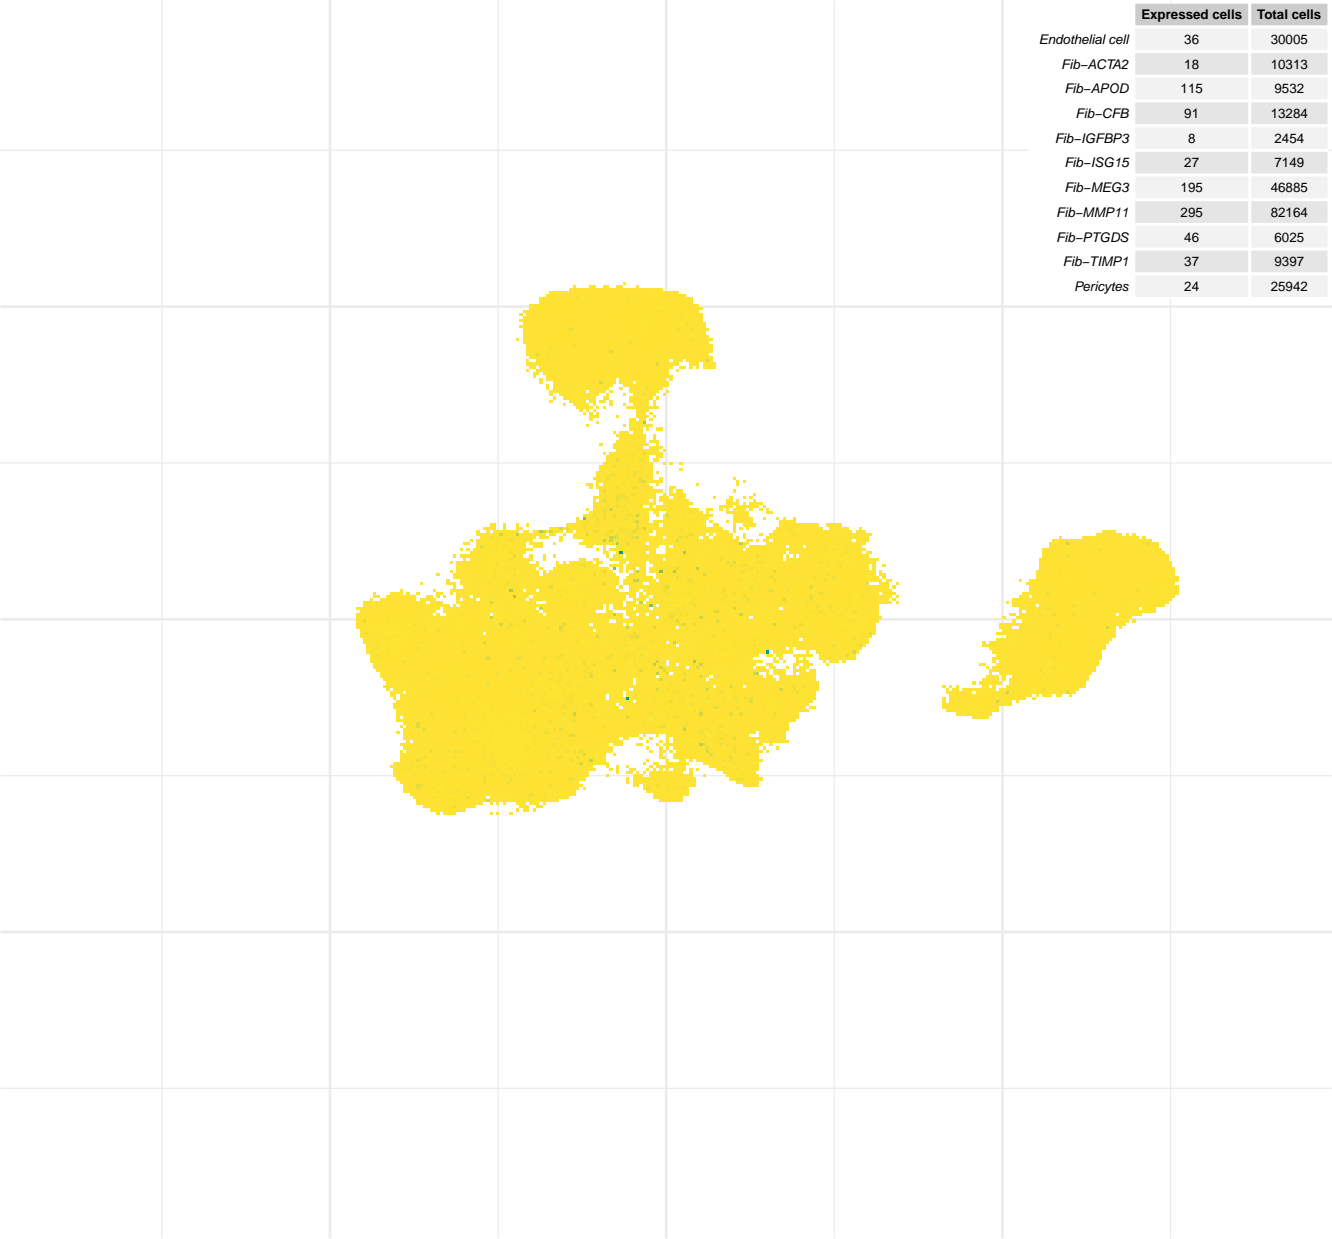 Expressed cells Total cells
Endothelial cell 36 30005
Fib−ACTA2 18 10313
Fib−APOD 115 9532
Fib−CFB 91 13284
Fib−IGFBP3 8 2454
Fib−ISG15 27 7149
Fib−MEG3 195 46885
Fib−MMP11 295 82164
Fib−PTGDS 46 6025
Fib−TIMP1 37 9397
Pericytes 24 25942